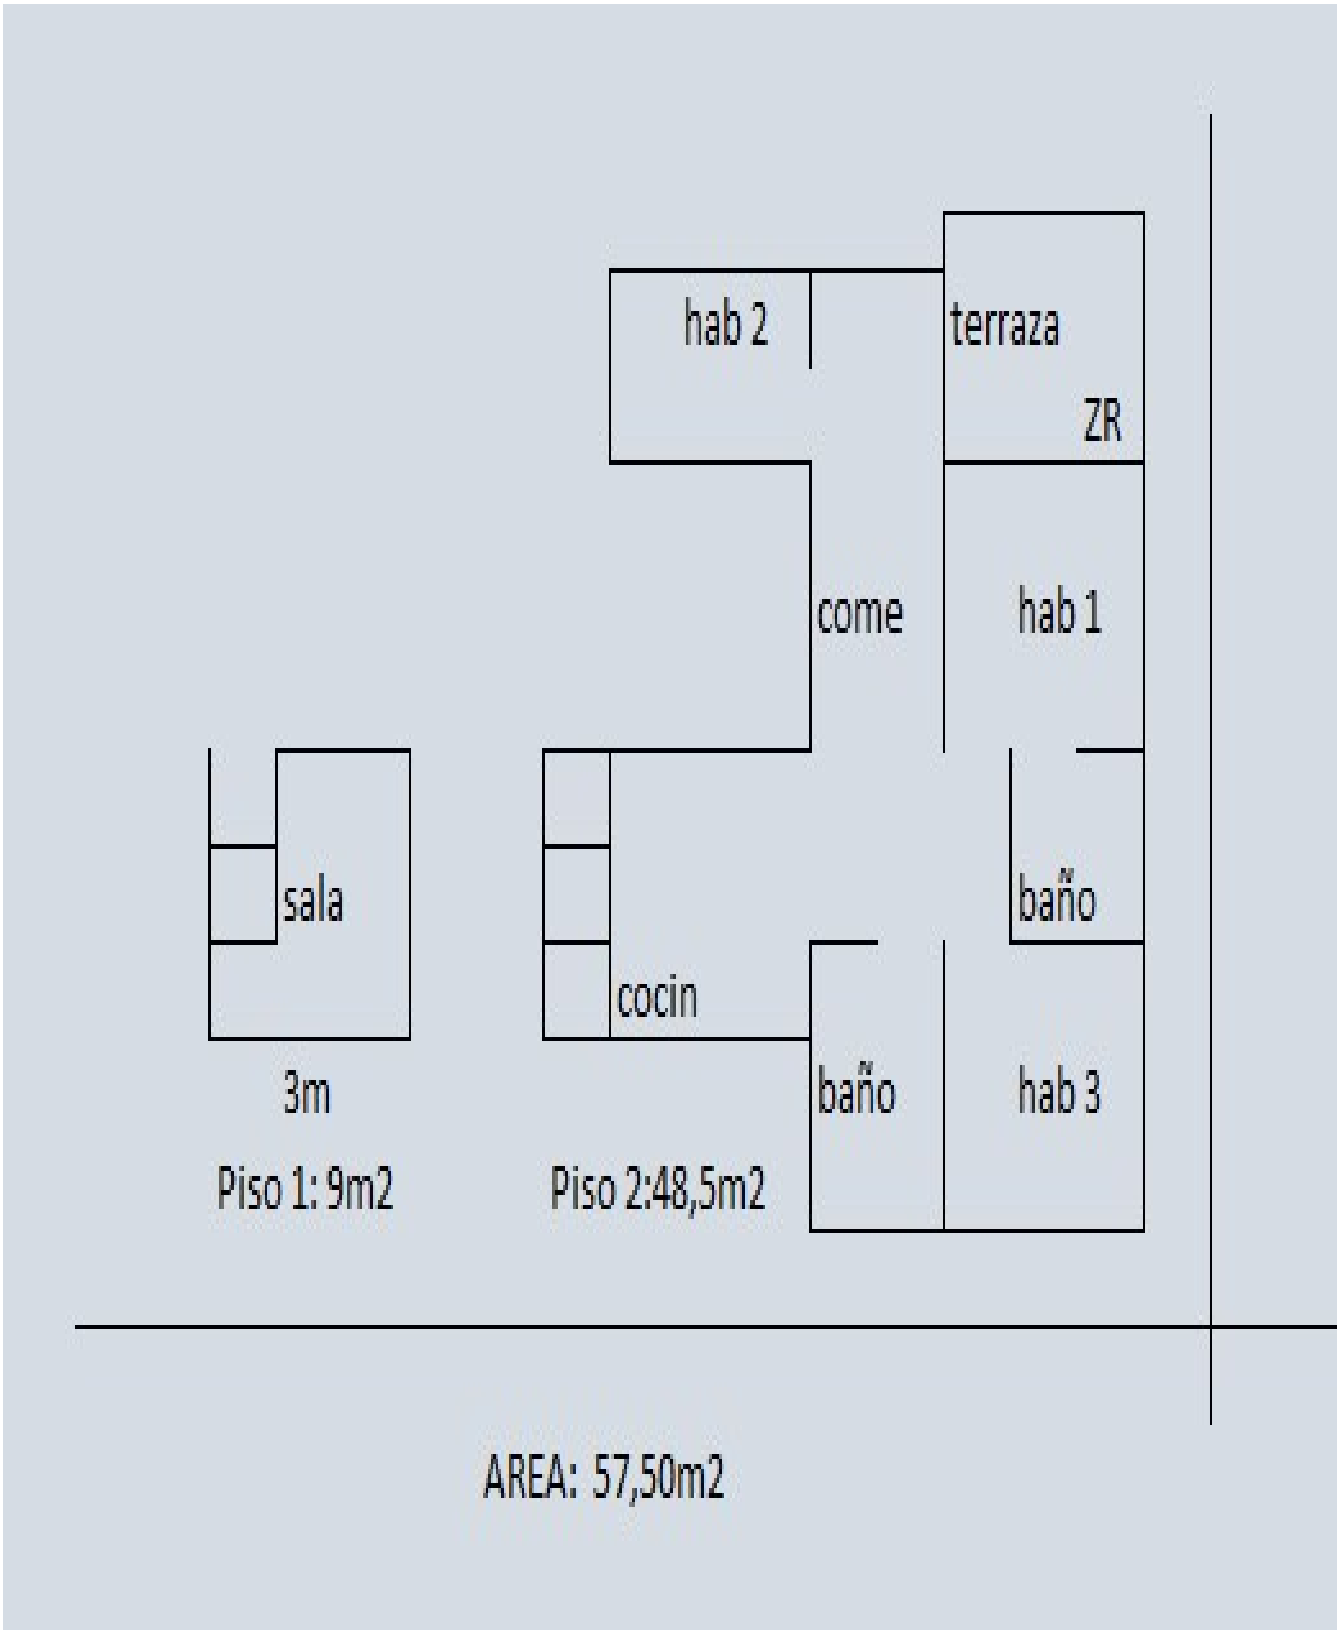 hab 2
terraza
ZR
come
hab 1
sala
baño
cocin
3m
baño
hab 3
Piso 1: 9m2
Piso 2:48,5m2
AREA: 57,50m2